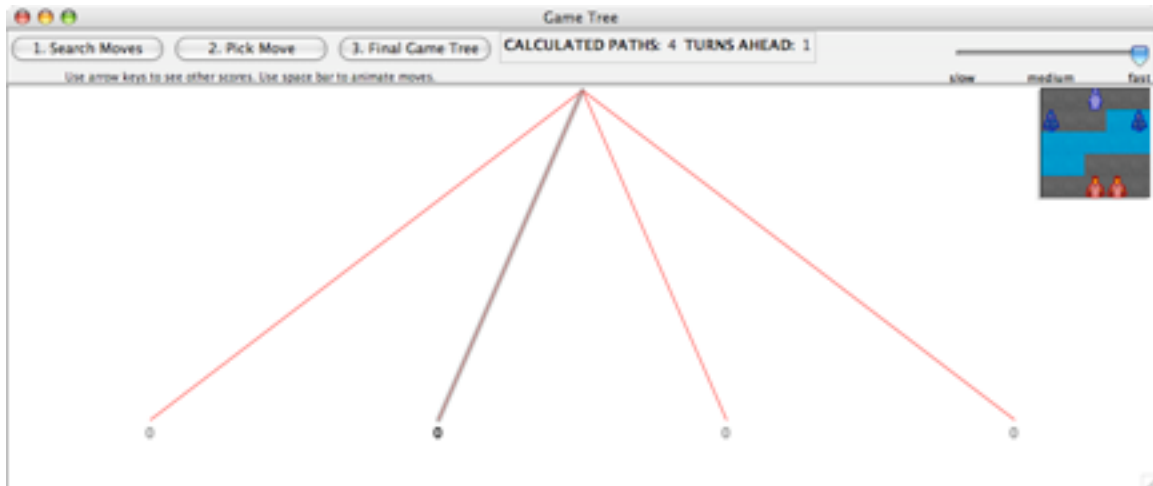 Game Tree
1. Search Moves 2. Pick Move 3. Final Game Tree CALCULATED PATHS: 4 TURNS AHEAD: 1
Use arrow keys to see other scores. Use space bar to animate moves.
slow medium fast
0 0 0 0